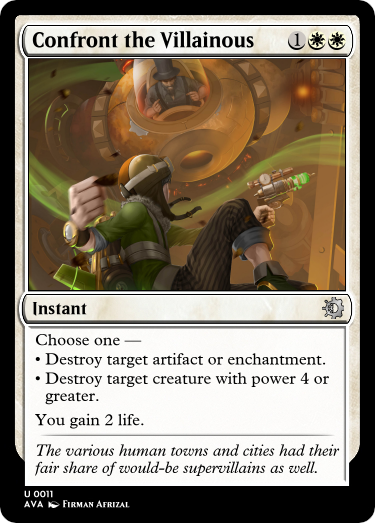 Confront the Villainous 1
Instant
Choose one —
• Destroy target artifact or enchantment.
• Destroy target creature with power 4 or
greater.
You gain 2 life.
The various human towns and cities had their
fair share of would-be supervillains as well.
U 0011
AVA Firman Afrizal